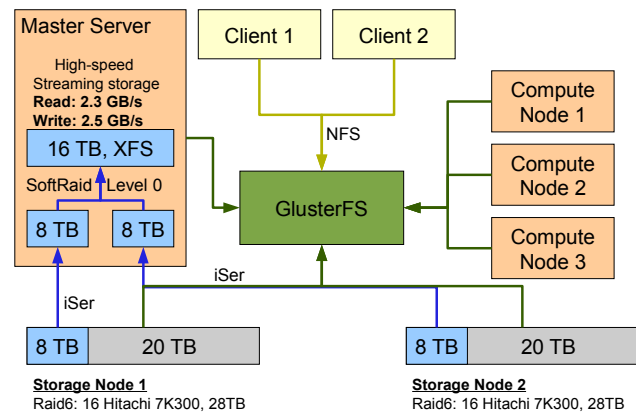 Master Server
High-speed
Streaming storage
Read: 2.3 GB/s
Write: 2.5 GB/s
16 TB, XFS
SoftRaid Level 0
8 TB
8 TB
iSer
Client 1
Client 2
NFS
GlusterFS
iSer
Compute
Node 1
Compute
Node 2
Compute
Node 3
8 TB
20 TB
Storage Node 1
Raid6: 16 Hitachi 7K300, 28TB
8 TB
20 TB
Storage Node 2
Raid6: 16 Hitachi 7K300, 28TB